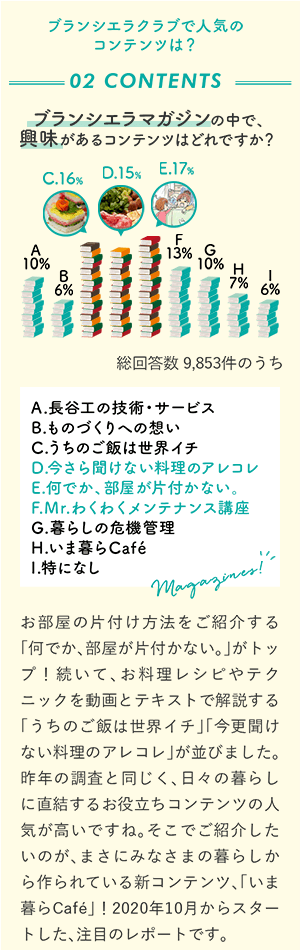 ブランシエラクラブで人気の
コンテンツは？
02 CONTENTS
ブランシエラマガジンの中で、
興味があるコンテンツはどれですか？
C.16%
D.15%
E.17%
A
10%
B
6%
F
13%
G
10%
H
7%
I
6%
総回答数 9,853件のうち
A.長谷工の技術・サービス
B.ものづくりへの想い
C.うちのご飯は世界イチ
D.今さら聞けない料理のアレコレ
E.何でか、部屋が片付かない。
F.Mr.わくわくメンテナンス講座
G.暮らしの危機管理
H.いま暮らCafé
I.特になし
Magazines!
お部屋の片付け方法をご紹介する
「何でか、部屋が片付かない。」がトッ
プ！続いて、お料理レシピやテク
ニックを動画とテキストで解説する
「うちのご飯は世界イチ」「今更聞け
ない料理のアレコレ」が並びました。
昨年の調査と同じく、日々の暮らし
に直結するお役立ちコンテンツの人
気が高いですね。そこでご紹介した
いのが、まさにみなさまの暮らしか
ら作られている新コンテンツ、「いま
暮らCafé」！2020年10月からスター
トした、注目のレポートです。